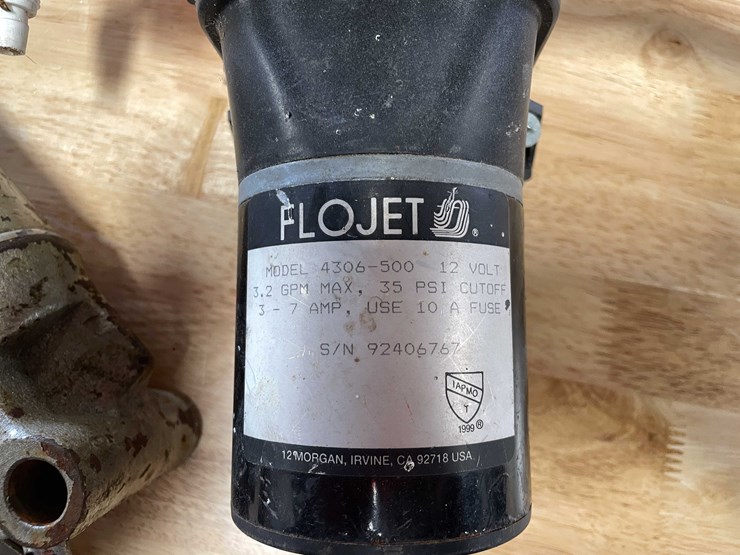 FLOJET ®
MODEL 4306-500 12 VOLT
3.2 GPM MAX, 35 PSI CUTOFF
3 - 7 AMP, USE 10 A FUSE
S/N 92406767
IAPMO
T
1999 ®
12 MORGAN, IRVINE, CA 92718 USA